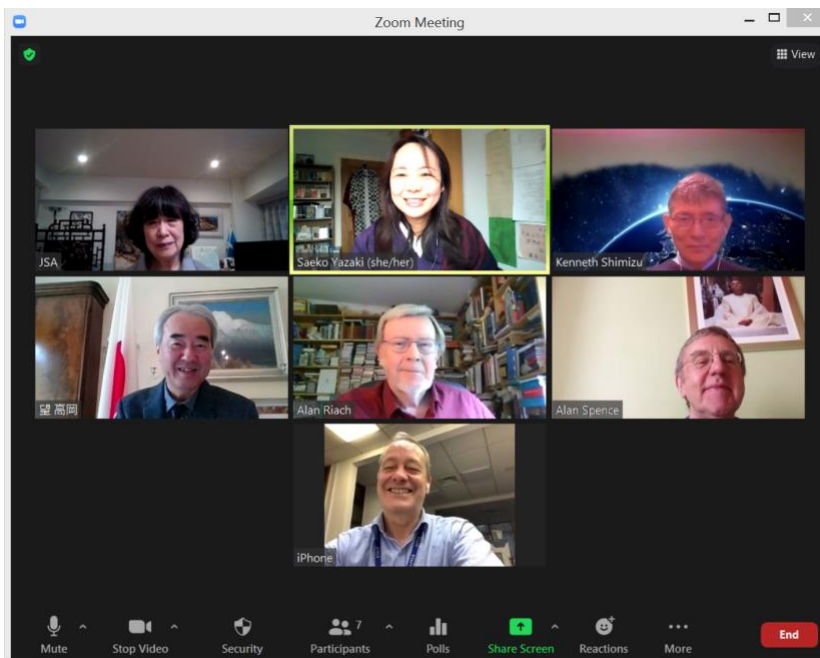 Zoom Meeting
View
JSA
Saeko Yazaki (she/her)
Kenneth Shimizu
望 高岡
Alan Riach
Alan Spence
iPhone
7
Mute
Stop Video
Security
Participants
Polls
Share Screen
Reactions
More
End